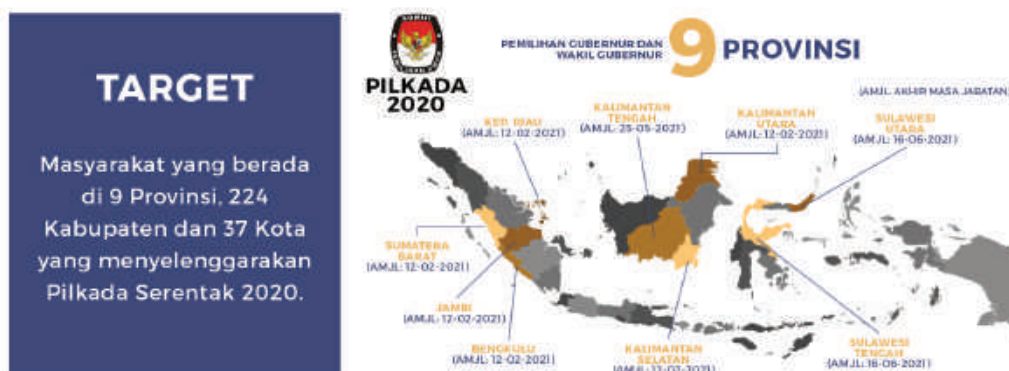 TARGET
Masyarakat yang berada
di 9 Provinsi, 224
Kabupaten dan 37 Kota
yang menyelenggarakan
Pilkada Serentak 2020.
PILKADA
2020
PEMILIHAN GUBERNUR DAN
WAKIL GUBERNUR
9 PROVINSI
(AMJL: AKHIR MASA JABATAN)
KEP. RIAU
(AMJL: 12-02-2021)
KALIMANTAN
TENGAH
(AMJL: 25-05-2021)
KALIMANTAN
UTARA
(AMJL: 12-02-2021)
SULAWESI
UTARA
(AMJL: 16-06-2021)
SUMATERA
BARAT
(AMJL: 12-02-2021)
JAMBI
(AMJL: 12-02-2021)
BENGKULU
(AMJL: 12-02-2021)
KALIMANTAN
SELATAN
(AMJL: 12-02-2021)
SULAWESI
TENGAH
(AMJL: 16-06-2021)